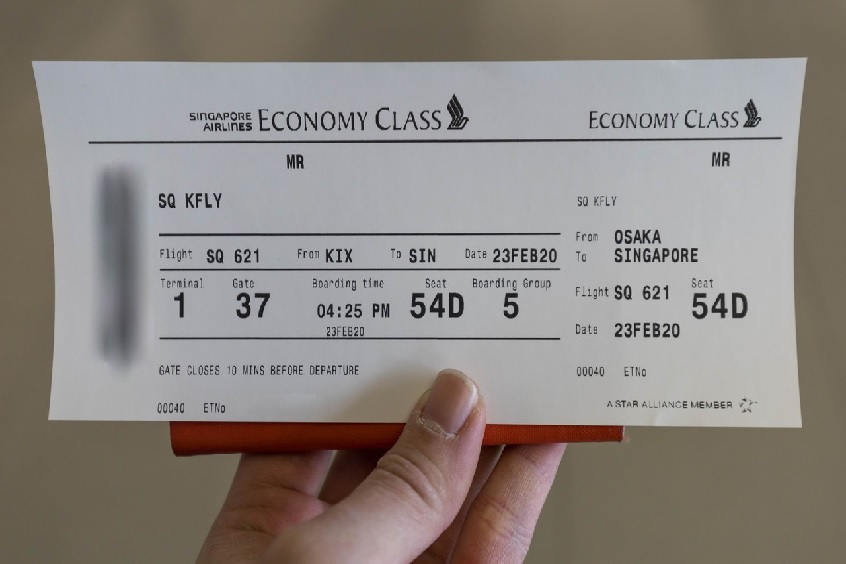 SINGAPORE AIRLINES ECONOMY CLASS
MR
SQ KFLY
Flight SQ 621 From KIX To SIN Date 23FEB20
Terminal Gate Boarding time Seat Boarding Group
1 37 04:25 PM 54D 5
23FEB20
GATE CLOSES 10 MINS BEFORE DEPARTURE
00040 ETNo
ECONOMY CLASS
MR
SQ KFLY
From OSAKA
To SINGAPORE
Flight SQ 621 Seat 54D
Date 23FEB20
00040 ETNo
A STAR ALLIANCE MEMBER